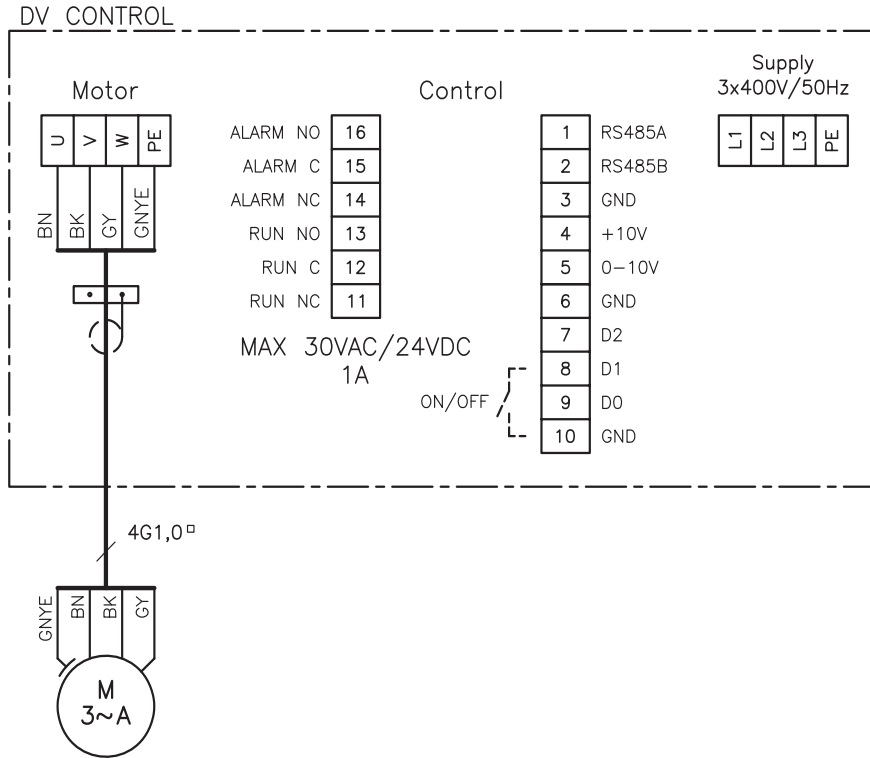 DV CONTROL
Motor
Control
Supply
3x400V/50Hz
U V W PE
BN BK GY GNYE
ALARM NO 16
ALARM C 15
ALARM NC 14
RUN NO 13
RUN C 12
RUN NC 11
MAX 30VAC/24VDC
1A
1 RS485A
2 RS485B
3 GND
4 +10V
5 0-10V
6 GND
7 D2
8 D1
9 D0
10 GND
ON/OFF
L1 L2 L3 PE
4G1,0□
GNYE BN BK GY
M
3~A